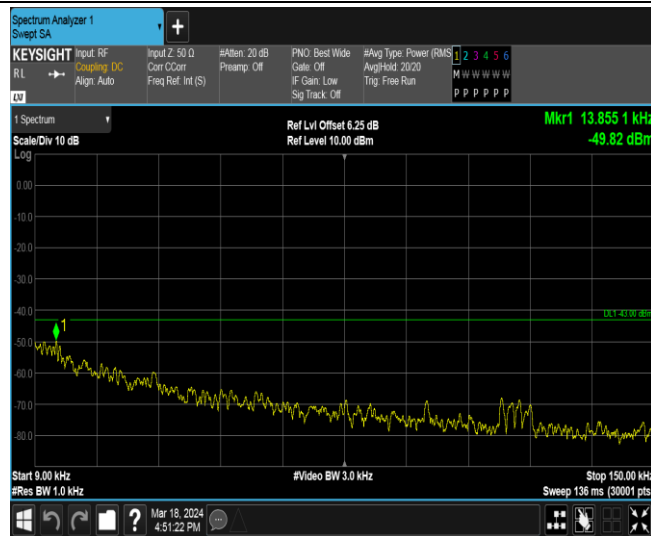 Spectrum Analyzer 1
Swept SA
+
KEYSIGHT
RL
LXI
Input: RF
Coupling: DC
Align: Auto
Input Z: 50 Ω
Corr CCorr
Freq Ref: Int (S)
#Atten: 20 dB
Preamp: Off
PNO: Best Wide
Gate: Off
IF Gain: Low
Sig Track: Off
#Avg Type: Power (RMS
Avg|Hold: 20/20
Trig: Free Run
1 2 3 4 5 6
M W W W W W
P P P P P P
1 Spectrum
Scale/Div 10 dB
Log
Ref Lvl Offset 6.25 dB
Ref Level 10.00 dBm
Mkr1 13.855 1 kHz
-49.82 dBm
0.00
-10.0
-20.0
-30.0
-40.0
DL1 -43.00 dBm
1
-50.0
-60.0
-70.0
-80.0
Start 9.00 kHz
#Video BW 3.0 kHz
Stop 150.00 kHz
#Res BW 1.0 kHz
Sweep 136 ms (30001 pts
?
Mar 18, 2024
4:51:22 PM